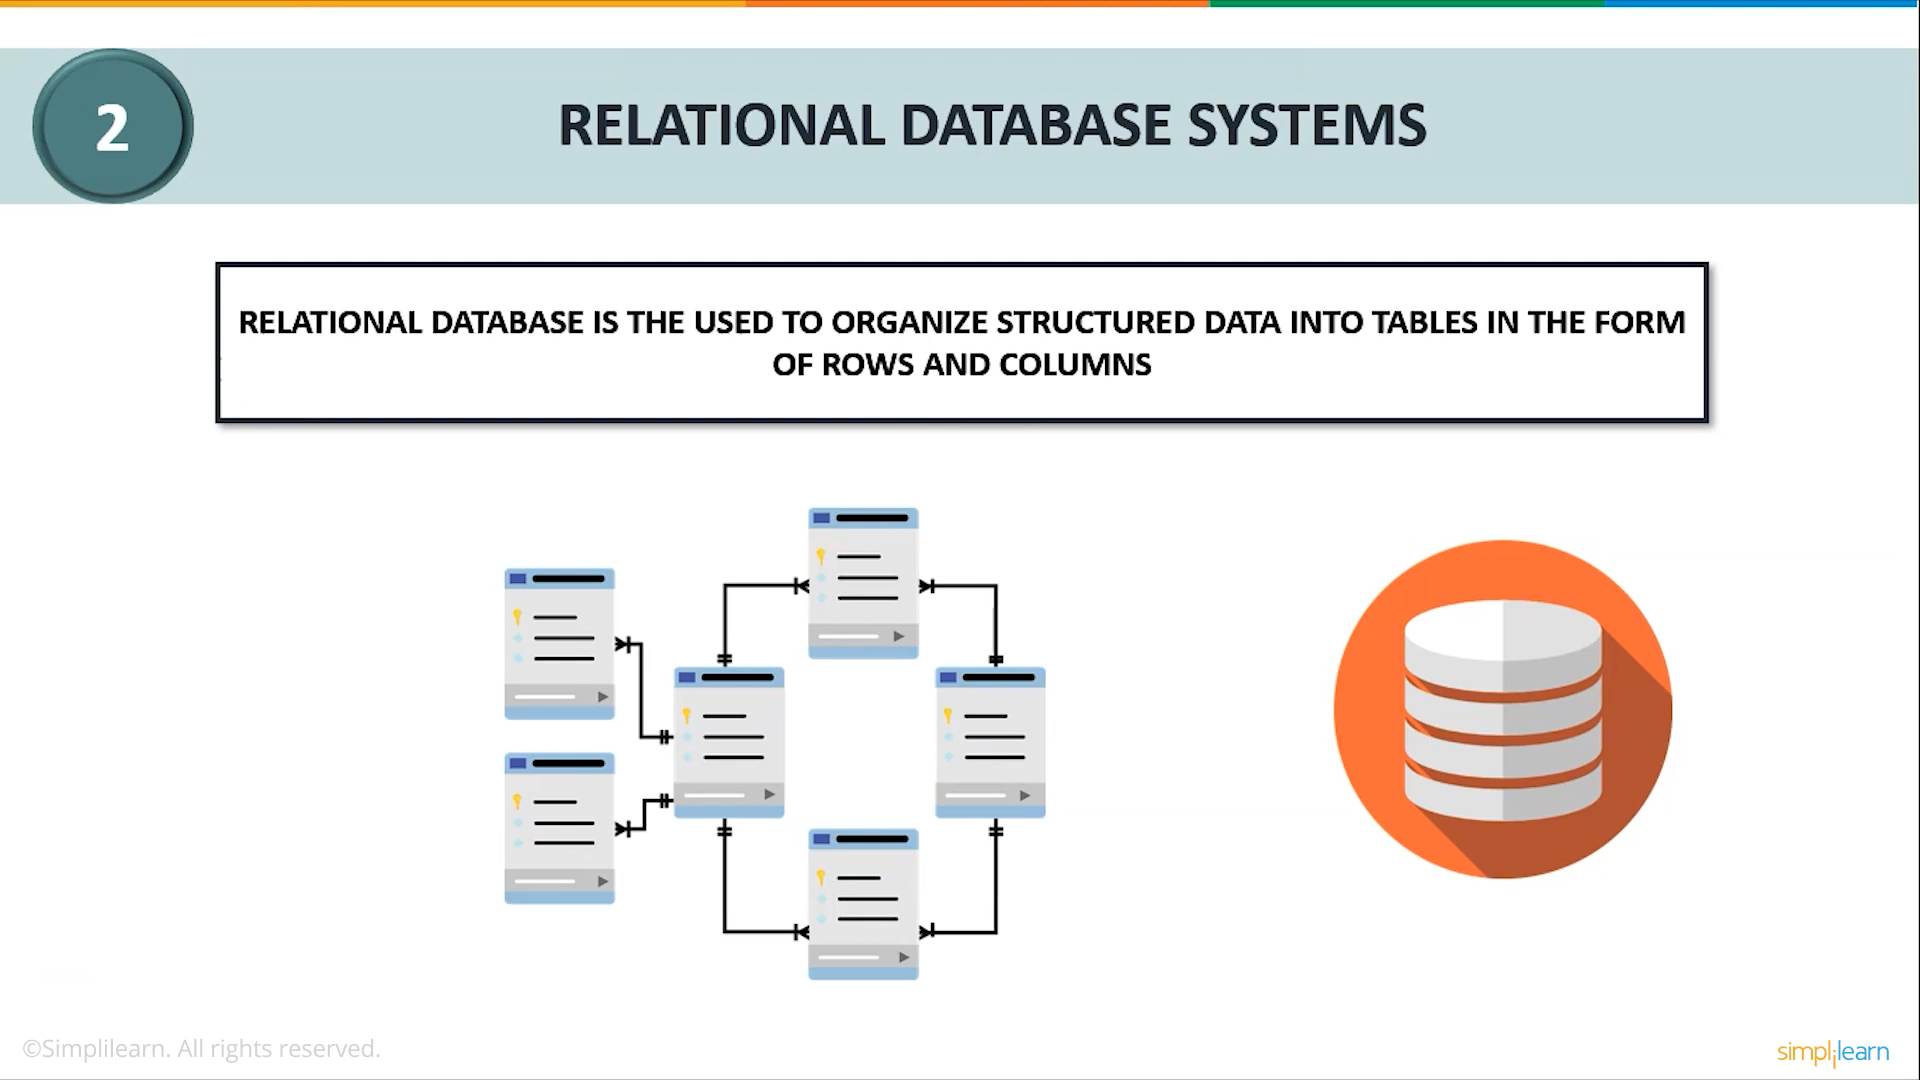 2
RELATIONAL DATABASE SYSTEMS
RELATIONAL DATABASE IS THE USED TO ORGANIZE STRUCTURED DATA INTO TABLES IN THE FORM
OF ROWS AND COLUMNS
©Simplilearn. All rights reserved.
simplilearn